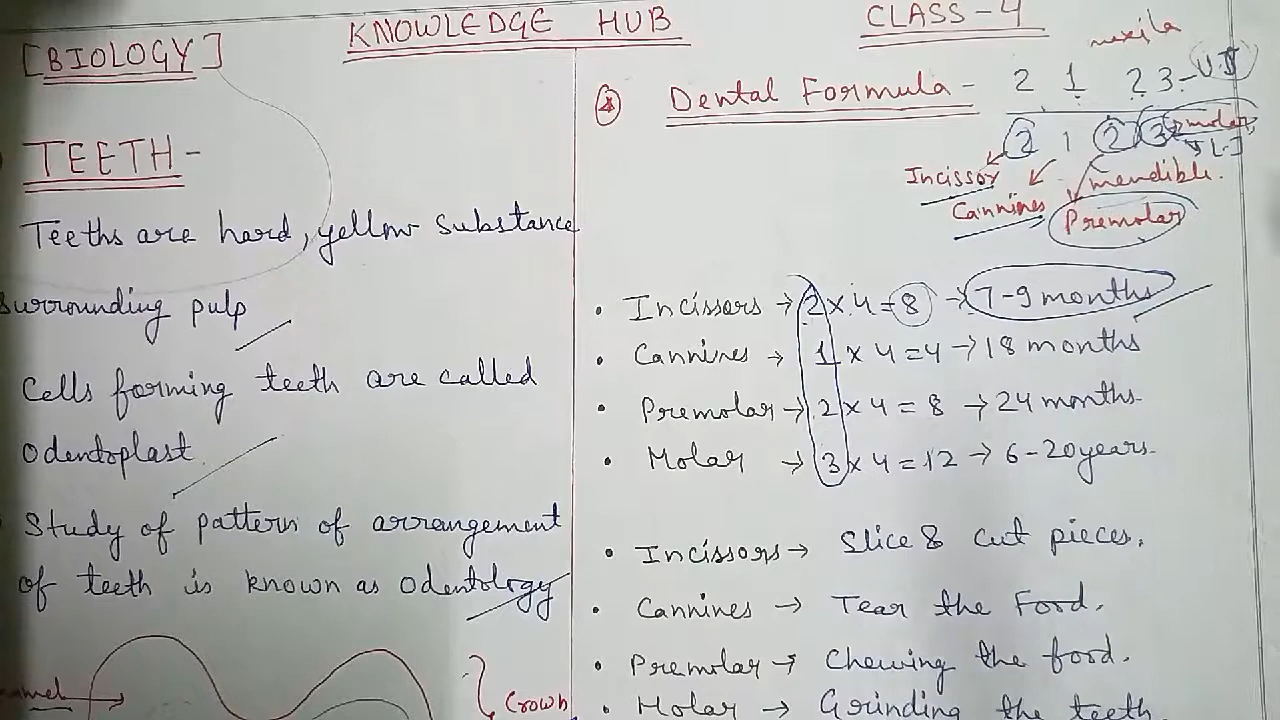 [BIOLOGY]
KNOWLEDGE HUB
CLASS-4
TEETH-
Teeths are hard, yellow substance
surrounding pulp
Cells forming teeth are called
Odentoplast
Study of pattern of arrangement
of teeth is known as Odentology
Crown
maxila
Dental Formula - 2 1 2 3 - U.J
2 1 2 3 molar
L.J
Incissor
mendible.
Cannines
Premolar
• Incissors → 2 × 4 = 8 → 7-9 months
• Cannines → 1 × 4 = 4 → 18 months
• Premolar → 2 × 4 = 8 → 24 months
• Molar → 3 × 4 = 12 → 6-20 years
• Incissors → Slice & cut pieces.
• Cannines → Tear the Food.
• Premolar → Chewing the food.
• Molar → Grinding the teeth.